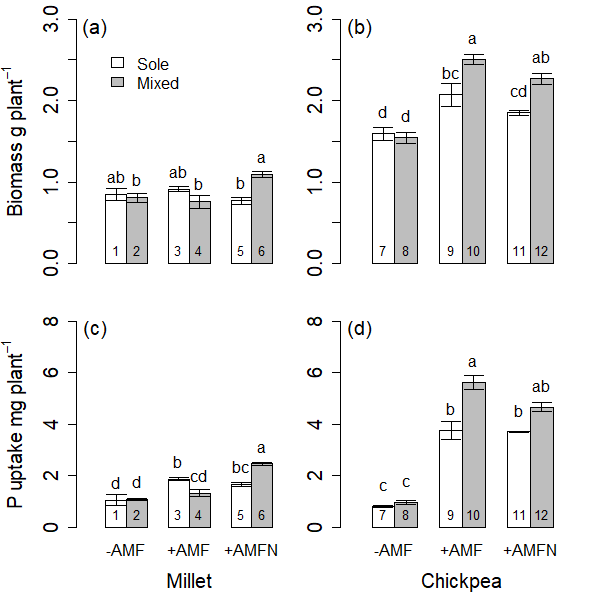 (a)
Sole
Mixed
Biomass g plant⁻¹
3.0
2.0
1.0
0.0
ab b ab b b a
1 2 3 4 5 6
(b)
3.0
2.0
1.0
0.0
d d bc a cd ab
7 8 9 10 11 12
(c)
P uptake mg plant⁻¹
8
6
4
2
0
d d b cd bc a
1 2 3 4 5 6
-AMF +AMF +AMFN
Millet
(d)
8
6
4
2
0
c c b a b ab
7 8 9 10 11 12
-AMF +AMF +AMFN
Chickpea